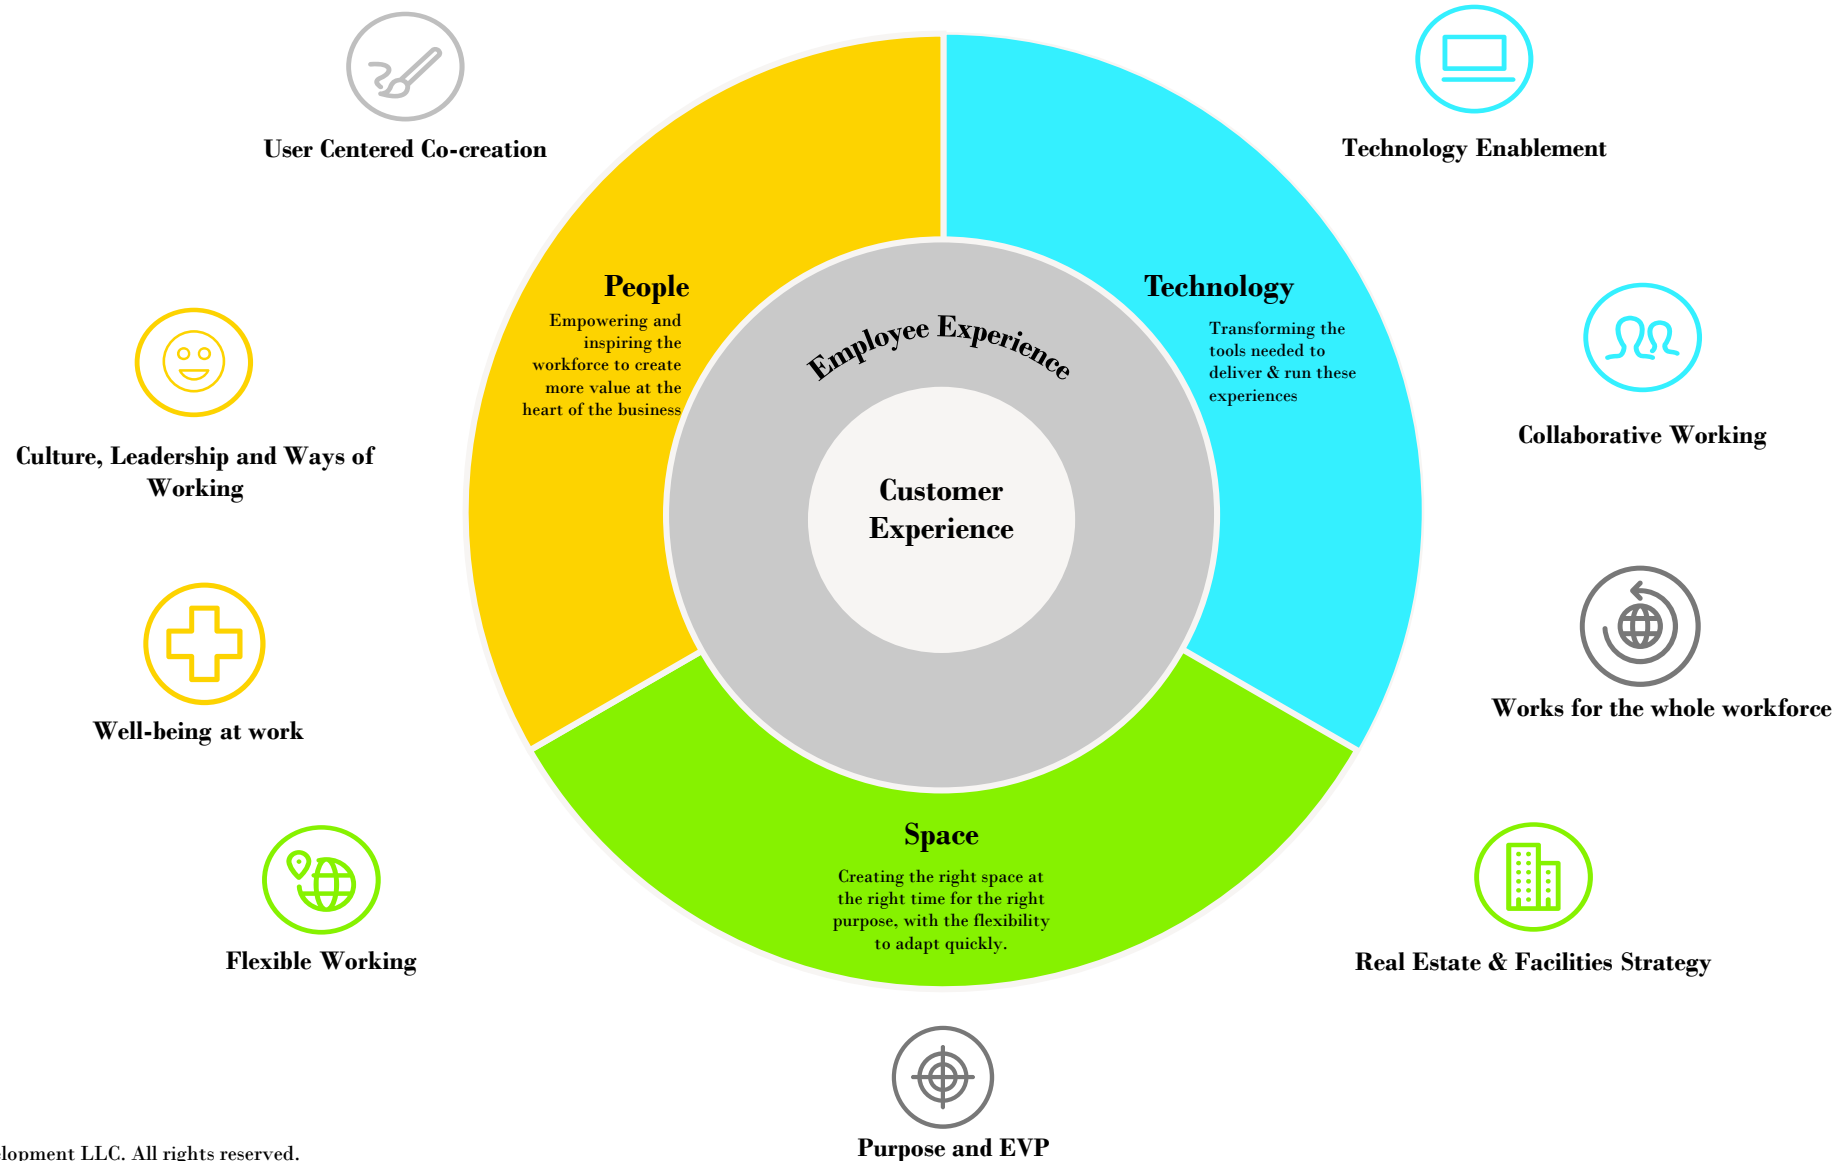 User Centered Co-creation
Technology Enablement
People
Empowering and
inspiring the
workforce to create
more value at the
heart of the business
Technology
Transforming the
tools needed to
deliver & run these
experiences
Employee Experience
Customer
Experience
Culture, Leadership and Ways of
Working
Collaborative Working
Well-being at work
Works for the whole workforce
Space
Creating the right space at
the right time for the right
purpose, with the flexibility
to adapt quickly.
Flexible Working
Real Estate & Facilities Strategy
Purpose and EVP
LLC. All rights reserved.